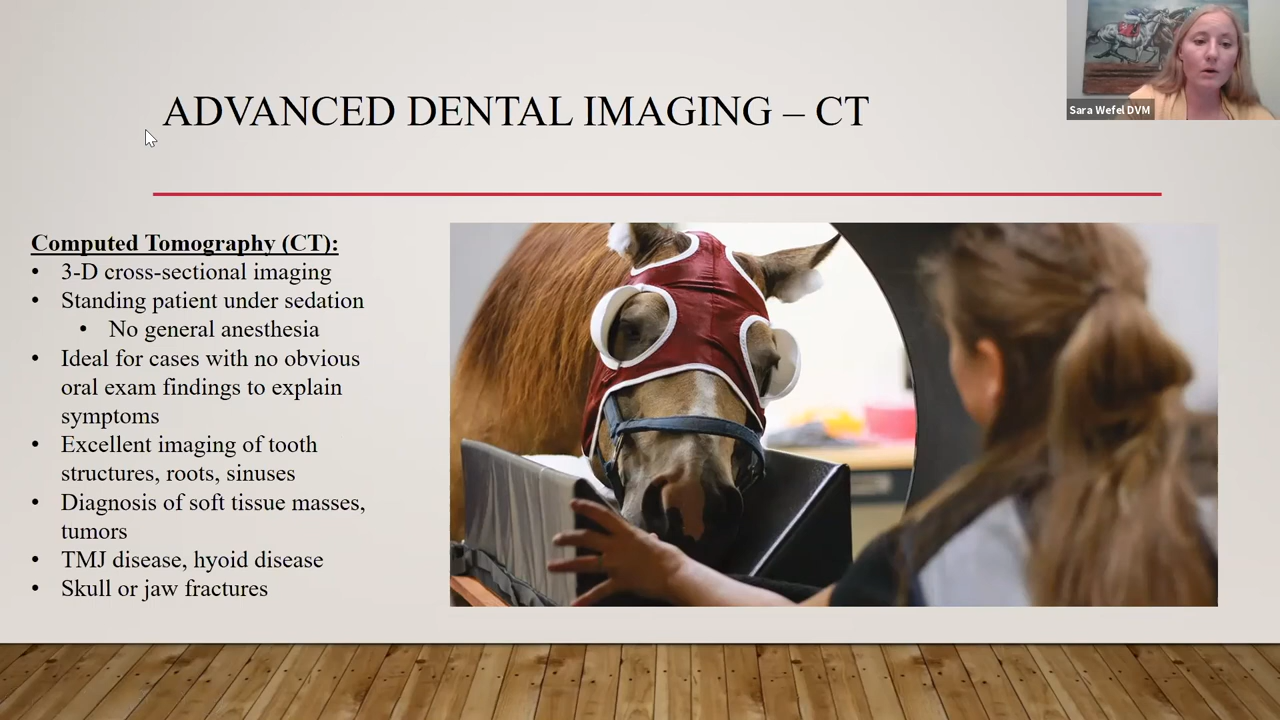 Sara Wefel DVM
ADVANCED DENTAL IMAGING – CT
Computed Tomography (CT):
• 3-D cross-sectional imaging
• Standing patient under sedation
• No general anesthesia
• Ideal for cases with no obvious
oral exam findings to explain
symptoms
• Excellent imaging of tooth
structures, roots, sinuses
• Diagnosis of soft tissue masses,
tumors
• TMJ disease, hyoid disease
• Skull or jaw fractures